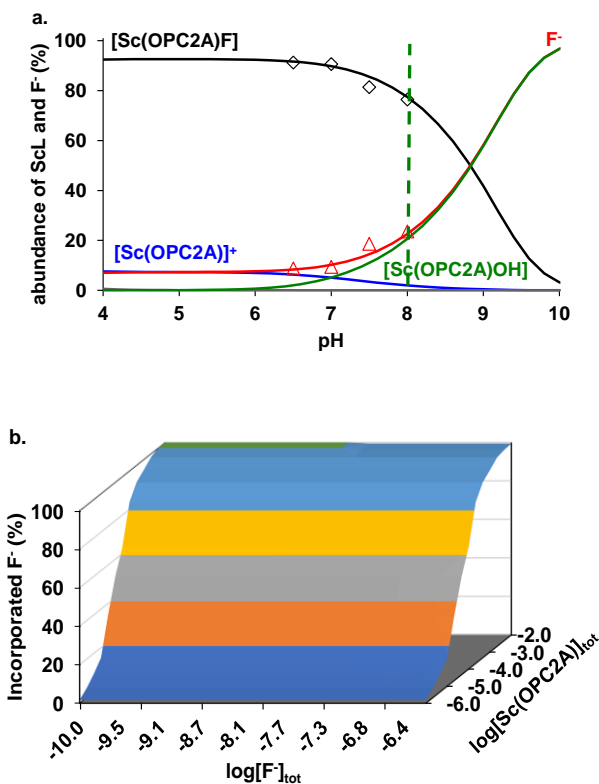 a.
[Sc(OPC2A)F]
F-
100
80
60
40
20
0
abundance of ScL and F- (%)
[Sc(OPC2A)]+
[Sc(OPC2A)OH]
4 5 6 7 8 9 10
pH
b.
100
80
60
40
20
0
Incorporated F- (%)
-2.0
-3.0
-4.0
-5.0
-6.0
log[Sc(OPC2A)]tot
-10.0 -9.5 -9.1 -8.7 -8.1 -7.7 -7.3 -6.8 -6.4
log[F-]tot